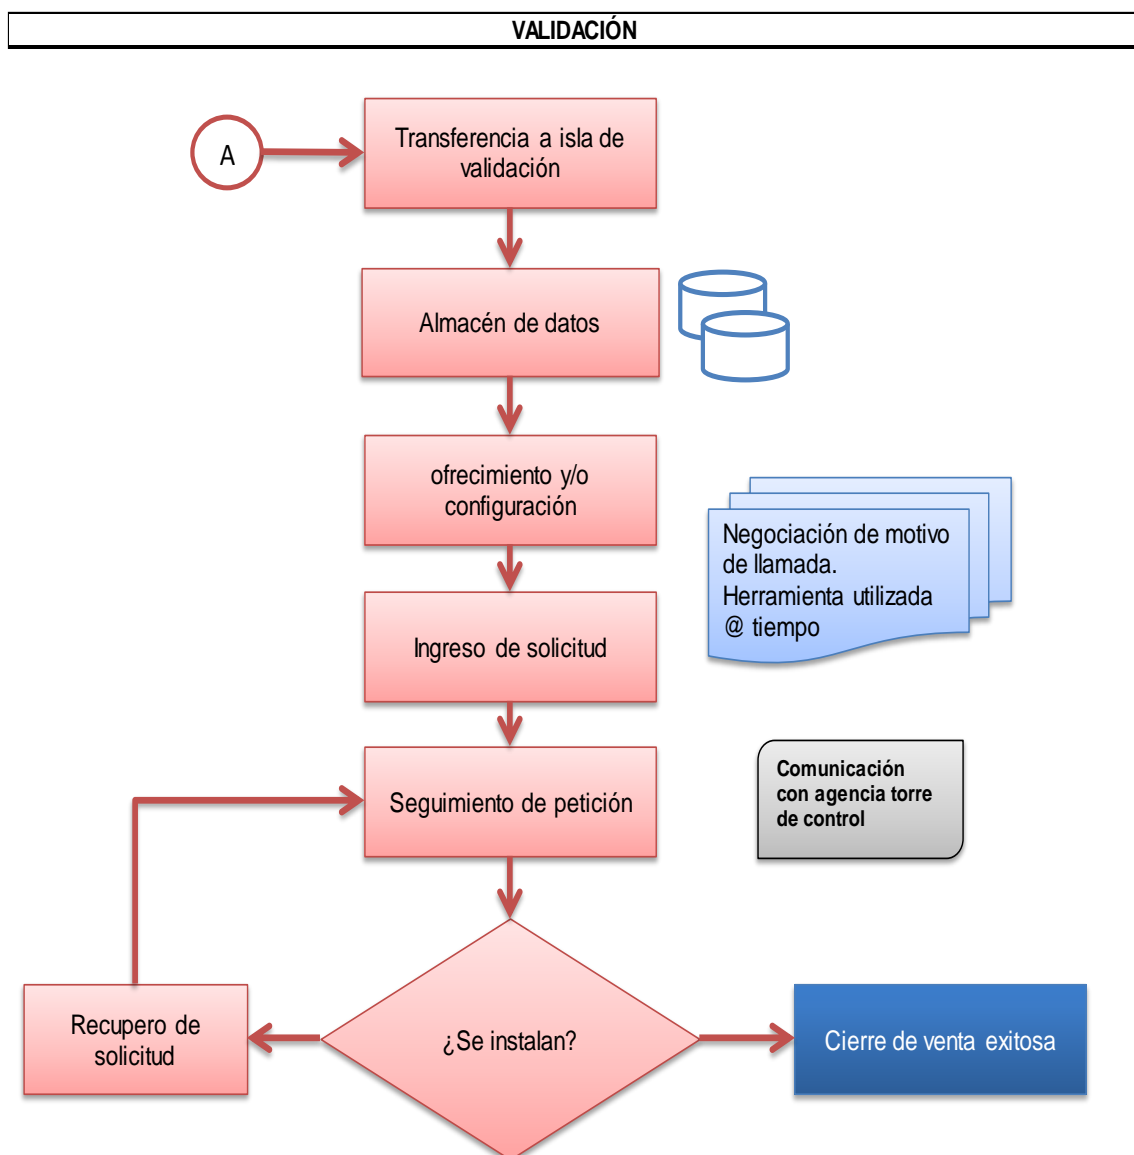 VALIDACIÓN
A
Transferencia a isla de
validación
Almacén de datos
ofrecimiento y/o
configuración
Negociación de motivo
de llamada.
Herramienta utilizada
@ tiempo
Ingreso de solicitud
Seguimiento de petición
Comunicación
con agencia torre
de control
Recupero de
solicitud
¿Se instalan?
Cierre de venta exitosa